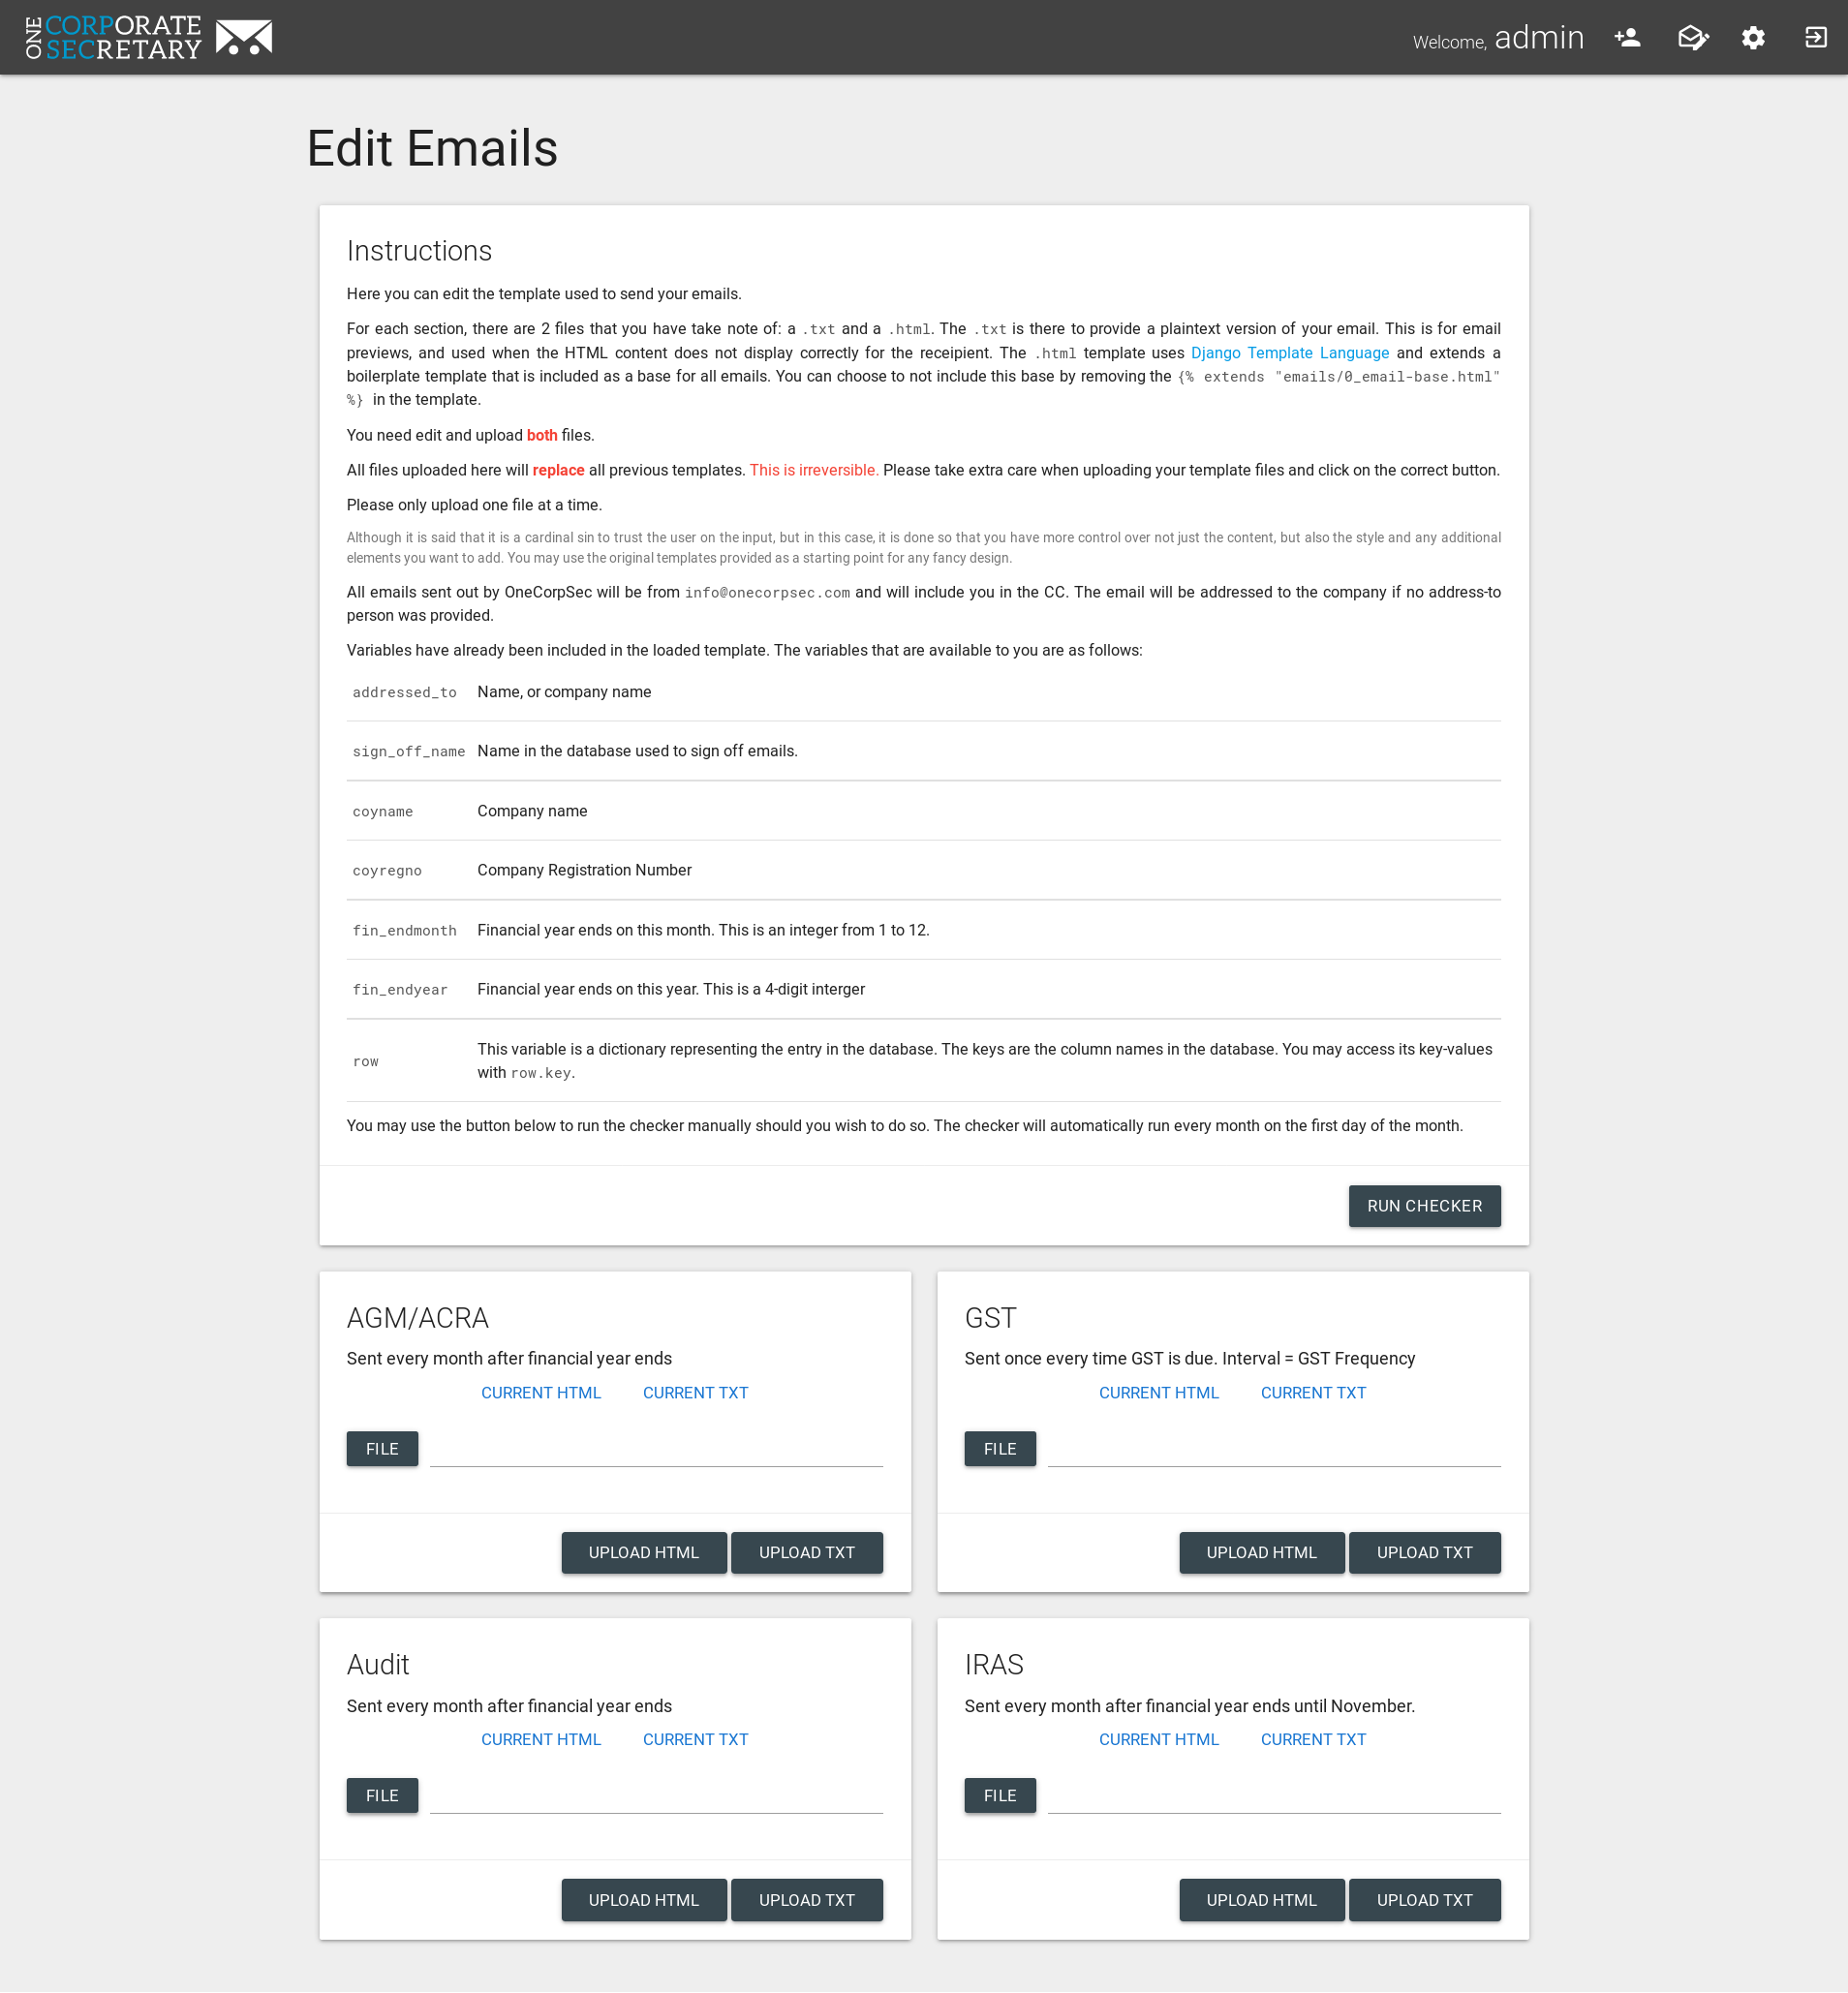 ONE
CORPORATE
SECRETARY
Welcome, admin
Edit Emails
Instructions
Here you can edit the template used to send your emails.
For each section, there are 2 files that you have take note of: a .txt and a .html. The .txt is there to provide a plaintext version of your email. This is for email
previews, and used when the HTML content does not display correctly for the receipient. The .html template uses Django Template Language and extends a
boilerplate template that is included as a base for all emails. You can choose to not include this base by removing the {% extends "emails/0_email-base.html"
%} in the template.
You need edit and upload both files.
All files uploaded here will replace all previous templates. This is irreversible. Please take extra care when uploading your template files and click on the correct button.
Please only upload one file at a time.
Although it is said that it is a cardinal sin to trust the user on the input, but in this case, it is done so that you have more control over not just the content, but also the style and any additional
elements you want to add. You may use the original templates provided as a starting point for any fancy design.
All emails sent out by OneCorpSec will be from info@onecorpsec.com and will include you in the CC. The email will be addressed to the company if no address-to
person was provided.
Variables have already been included in the loaded template. The variables that are available to you are as follows:
addressed_to Name, or company name
sign_off_name Name in the database used to sign off emails.
coyname Company name
coyregno Company Registration Number
fin_endmonth Financial year ends on this month. This is an integer from 1 to 12.
fin_endyear Financial year ends on this year. This is a 4-digit interger
row This variable is a dictionary representing the entry in the database. The keys are the column names in the database. You may access its key-values
with row.key.
You may use the button below to run the checker manually should you wish to do so. The checker will automatically run every month on the first day of the month.
RUN CHECKER
AGM/ACRA
Sent every month after financial year ends
CURRENT HTML CURRENT TXT
FILE
UPLOAD HTML UPLOAD TXT
GST
Sent once every time GST is due. Interval = GST Frequency
CURRENT HTML CURRENT TXT
FILE
UPLOAD HTML UPLOAD TXT
Audit
Sent every month after financial year ends
CURRENT HTML CURRENT TXT
FILE
UPLOAD HTML UPLOAD TXT
IRAS
Sent every month after financial year ends until November.
CURRENT HTML CURRENT TXT
FILE
UPLOAD HTML UPLOAD TXT